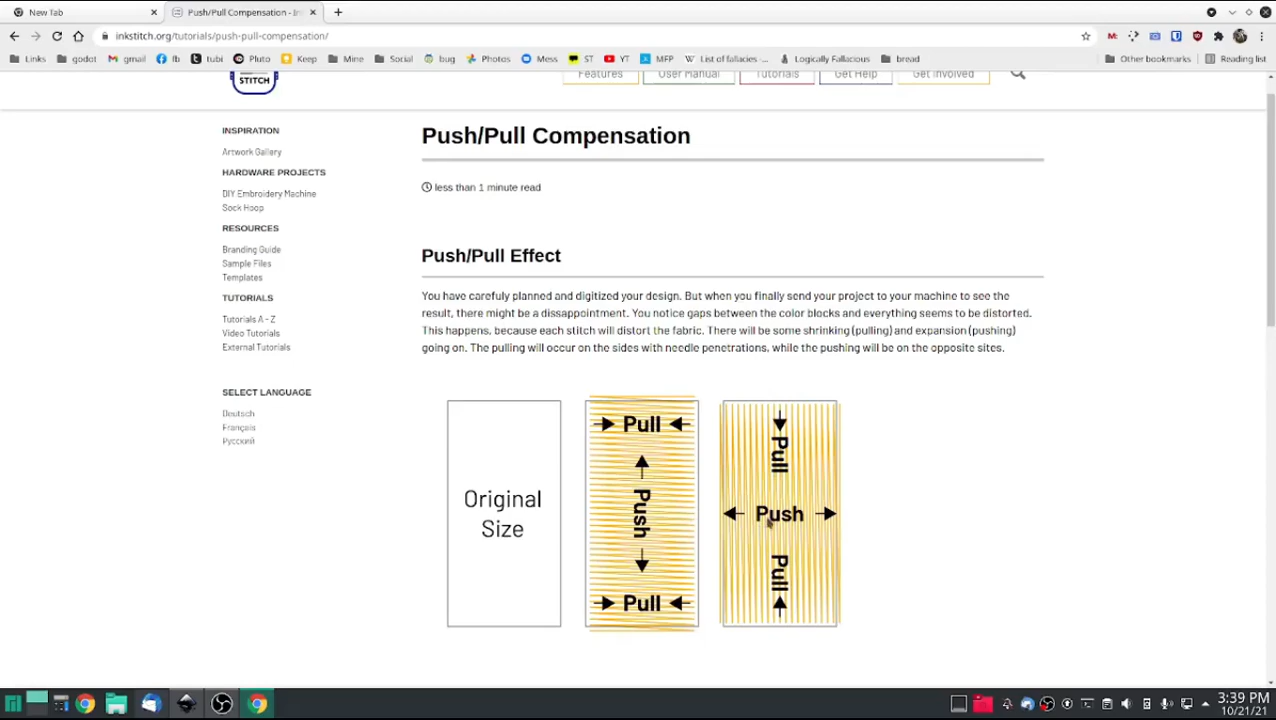 New Tab
Push/Pull Compensation - In
inkstitch.org/tutorials/push-pull-compensation/
Links godot gmail fb tubi Pluto Keep Mine Social bug Photos Mess ST YT MFP List of fallacies -... Logically Fallacious bread Other bookmarks Reading list
STITCH
Features User Manual Tutorials Get Help Get Involved
INSPIRATION
Artwork Gallery
HARDWARE PROJECTS
DIY Embroidery Machine
Sock Hoop
RESOURCES
Branding Guide
Sample Files
Templates
TUTORIALS
Tutorials A - Z
Video Tutorials
External Tutorials
SELECT LANGUAGE
Deutsch
Français
Русский
Push/Pull Compensation
less than 1 minute read
Push/Pull Effect
You have carefuly planned and digitized your design. But when you finally send your project to your machine to see the
result, there might be a dissappointment. You notice gaps between the color blocks and everything seems to be distorted.
This happens, because each stitch will distort the fabric. There will be some shrinking (pulling) and expansion (pushing)
going on. The pulling will occur on the sides with needle penetrations, while the pushing will be on the opposite sites.
Original
Size
Pull
Push
Pull
Pull
Push
Pull
3:39 PM
10/21/21